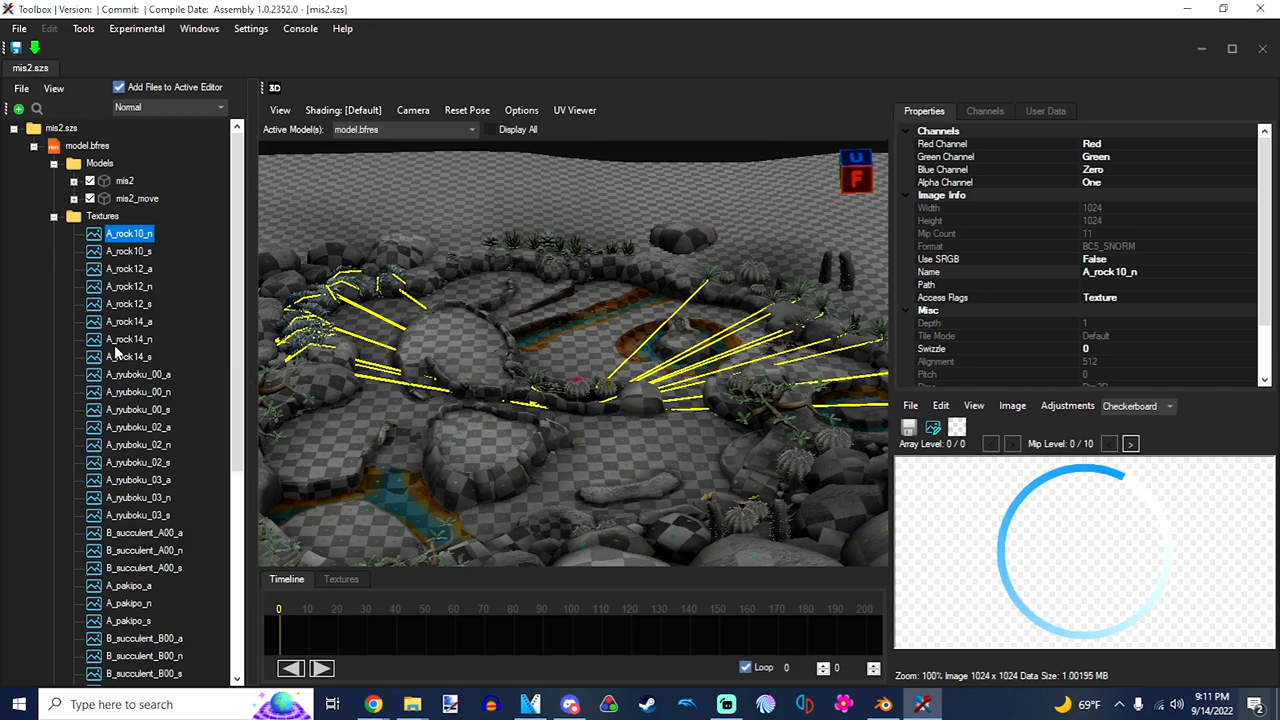 Toolbox | Version: | Commit: | Compile Date: Assembly 1.0.2352.0 - [mis2.szs]
File Edit Tools Experimental Windows Settings Console Help
mis2.szs
File View Add Files to Active Editor
Normal
mis2.szs
model.bfres
Models
mis2
mis2_move
Textures
A_rock10_n
A_rock10_s
A_rock12_a
A_rock12_n
A_rock12_s
A_rock14_a
A_rock14_n
A_rock14_s
A_ryuboku_00_a
A_ryuboku_00_n
A_ryuboku_00_s
A_ryuboku_02_a
A_ryuboku_02_n
A_ryuboku_02_s
A_ryuboku_03_a
A_ryuboku_03_n
A_ryuboku_03_s
B_succulent_A00_a
B_succulent_A00_n
B_succulent_A00_s
A_pakipo_a
A_pakipo_n
A_pakipo_s
B_succulent_B00_a
B_succulent_B00_n
B_succulent_B00_s
3D
View Shading: [Default] Camera Reset Pose Options UV Viewer
Active Model(s): model.bfres Display All
U
F
Timeline Textures
0 10 20 30 40 50 60 70 80 90 100 110 120 130 140 150 160 170 180 190 200
Loop 0 0
Properties Channels User Data
Channels
Red Channel Red
Green Channel Green
Blue Channel Zero
Alpha Channel One
Image Info
Width 1024
Height 1024
Mip Count 11
Format BC5_SNORM
Use SRGB False
Name A_rock10_n
Path
Access Flags Texture
Misc
Depth 1
Tile Mode Default
Swizzle 0
Alignment 512
Pitch 0
File Edit View Image Adjustments Checkerboard
Array Level: 0 / 0 < > Mip Level: 0 / 10 < >
Zoom: 100% Image 1024 x 1024 Data Size: 1.00195 MB
Type here to search
69°F
9:11 PM
9/14/2022
2